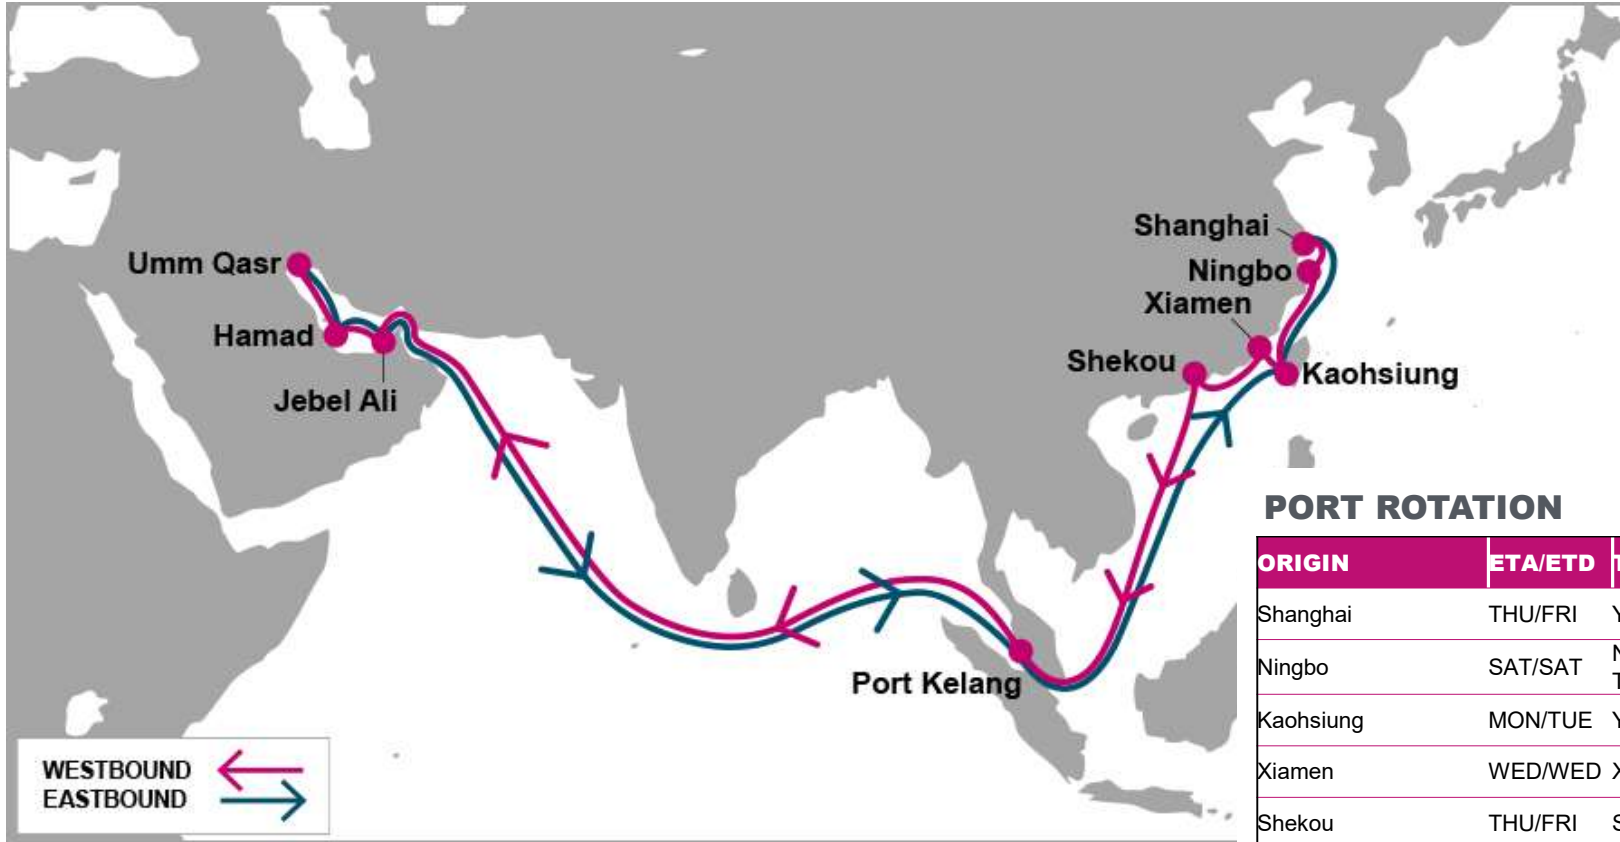 Shanghai
Umm Qasr
Ningbo
Xiamen
Hamad
Shekou
Kaohsiung
Jebel Ali
Port Kelang
WESTBOUND
EASTBOUND
PORT ROTATION
ORIGIN ETA/ETD
Shanghai THU/FRI
Ningbo SAT/SAT
Kaohsiung MON/TUE
Xiamen WED/WED
Shekou THU/FRI